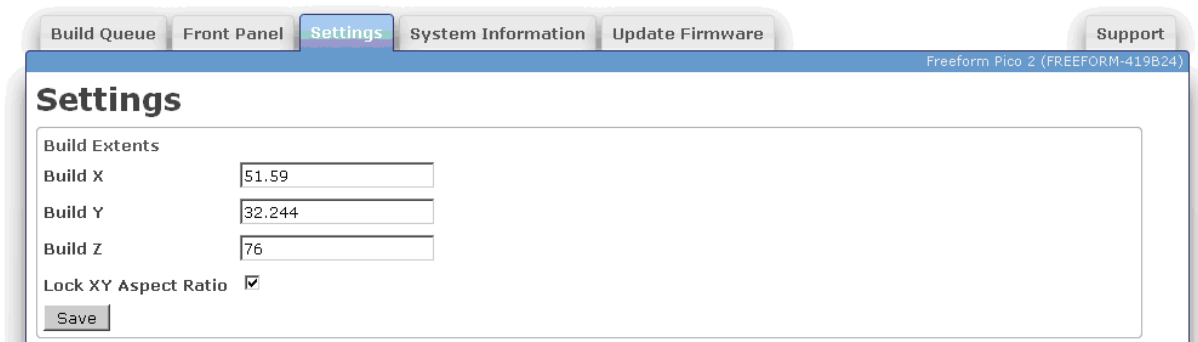 Build Queue Front Panel Settings System Information Update Firmware Support
Freeform Pico 2 (FREEFORM-419B24)
Settings
Build Extents
Build X 51.59
Build Y 32.244
Build Z 76
Lock XY Aspect Ratio
Save